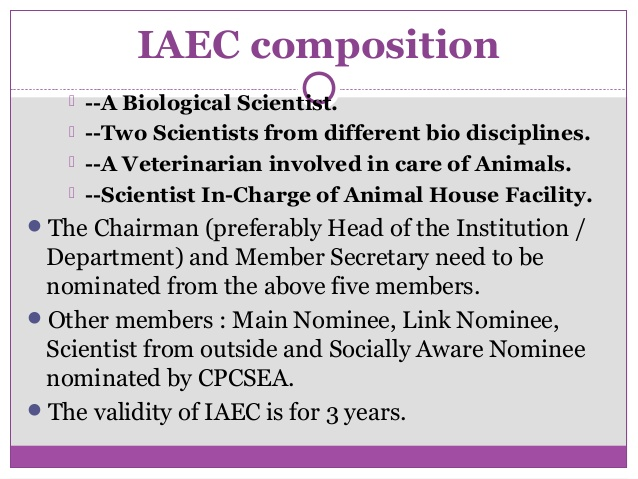 IAEC composition
--A Biological Scientist.
--Two Scientists from different bio disciplines.
--A Veterinarian involved in care of Animals.
--Scientist In-Charge of Animal House Facility.
The Chairman (preferably Head of the Institution /
Department) and Member Secretary need to be
nominated from the above five members.
Other members : Main Nominee, Link Nominee,
Scientist from outside and Socially Aware Nominee
nominated by CPCSEA.
The validity of IAEC is for 3 years.